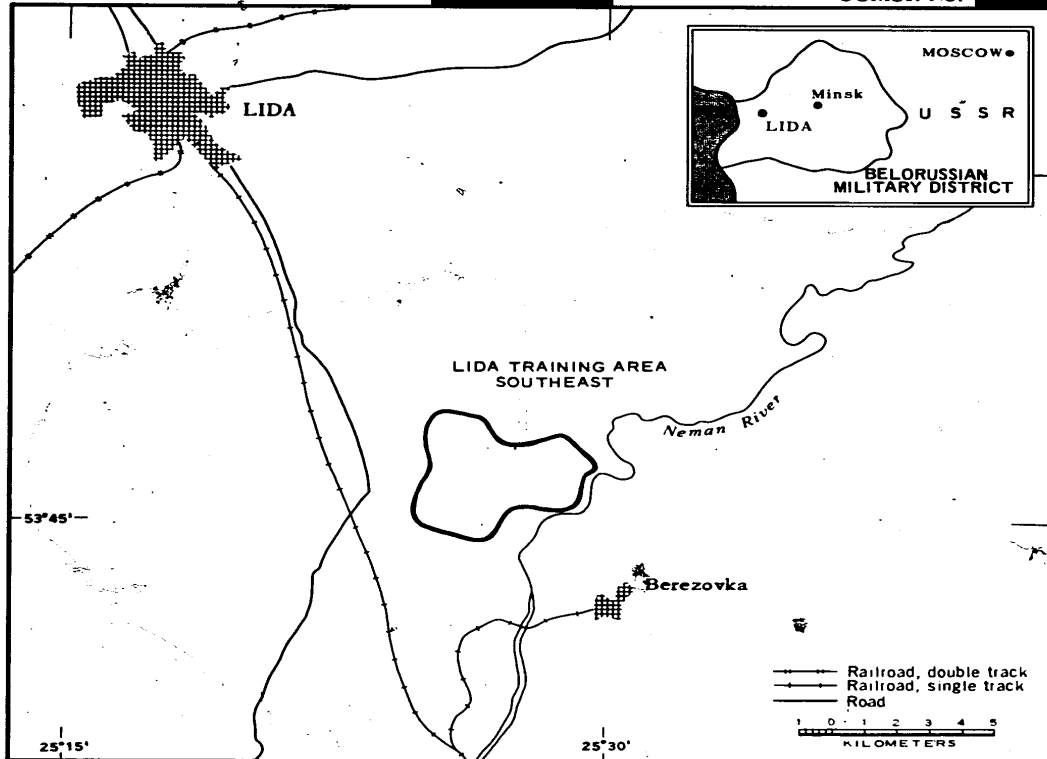 LIDA
MOSCOW
Minsk
LIDA
U S S R
BELORUSSIAN
MILITARY DISTRICT
LIDA TRAINING AREA
SOUTHEAST
Neman River
53°45'
Berezovka
Railroad, double track
Railroad, single track
Road
1 0 1 2 3 4 5
KILOMETERS
25°15'
25°30'